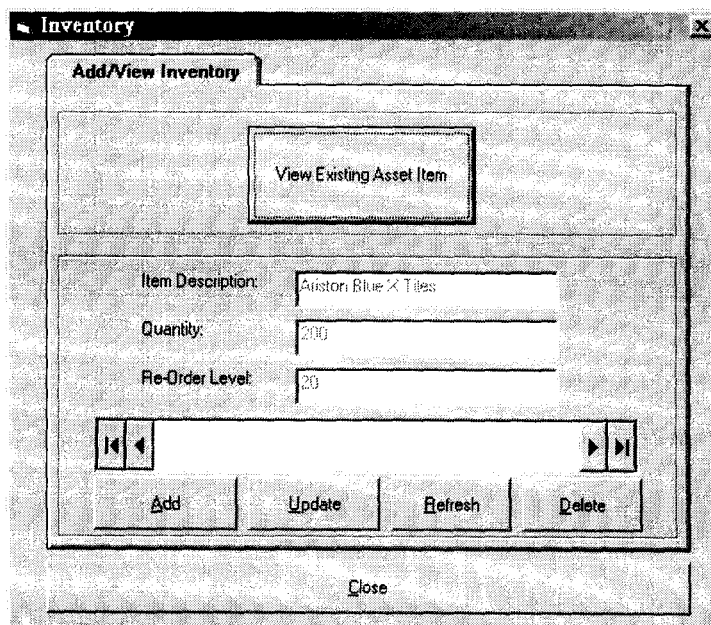 Inventory
Add/View Inventory
View Existing Asset Item
Item Description: Ariston Blue X Tiles
Quantity: 200
Re-Order Level: 20
Add Update Refresh Delete
Close